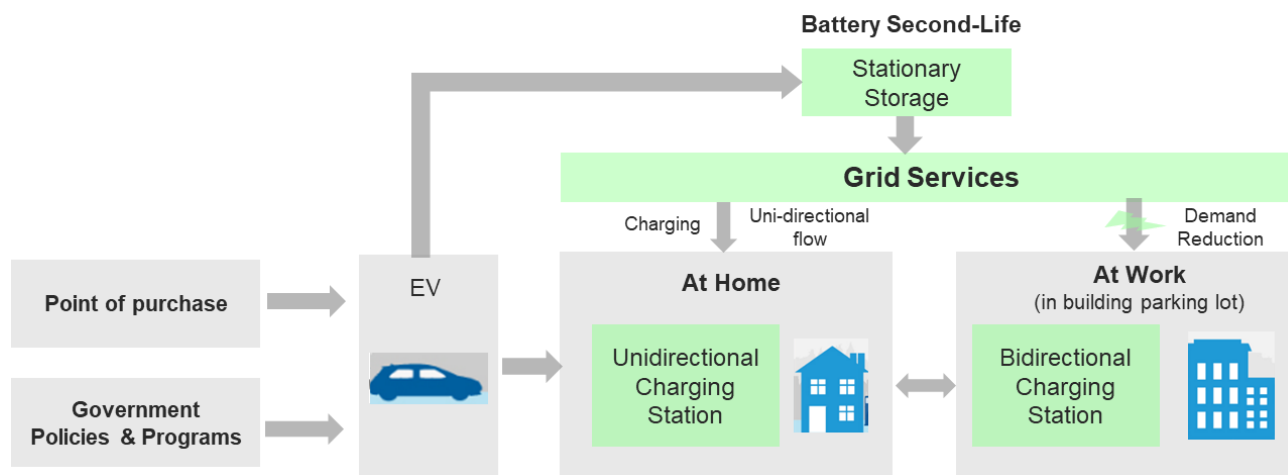 Battery Second-Life
Stationary
Storage
Grid Services
Charging
Uni-directional
flow
Demand
Reduction
Point of purchase
Government
Policies & Programs
EV
At Home
Unidirectional
Charging
Station
At Work
(in building parking lot)
Bidirectional
Charging
Station